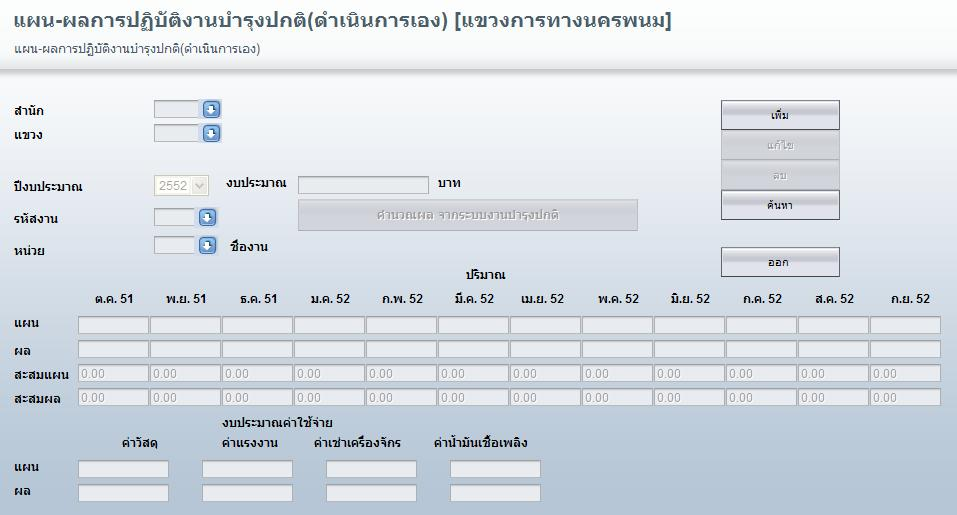 แผน-ผลการปฏิบัติงานบำรุงปกติ(ดำเนินการเอง) [แขวงการทางนครพนม]
แผน-ผลการปฏิบัติงานบำรุงปกติ(ดำเนินการเอง)
สำนัก
เพิ่ม
แขวง
แก้ไข
ลบ
ปีงบประมาณ 2552 งบประมาณ บาท
ค้นหา
รหัสงาน คำนวณผล จากระบบงานบำรุงปกติ
หน่วย ชื่องาน
ออก
ปริมาณ
ต.ค. 51 พ.ย. 51 ธ.ค. 51 ม.ค. 52 ก.พ. 52 มี.ค. 52 เม.ย. 52 พ.ค. 52 มิ.ย. 52 ก.ค. 52 ส.ค. 52 ก.ย. 52
แผน
ผล
สะสมแผน 0.00 0.00 0.00 0.00 0.00 0.00 0.00 0.00 0.00 0.00 0.00 0.00
สะสมผล 0.00 0.00 0.00 0.00 0.00 0.00 0.00 0.00 0.00 0.00 0.00 0.00
งบประมาณค่าใช้จ่าย
ค่าวัสดุ ค่าแรงงาน ค่าเช่าเครื่องจักร ค่าน้ำมันเชื้อเพลิง
แผน
ผล